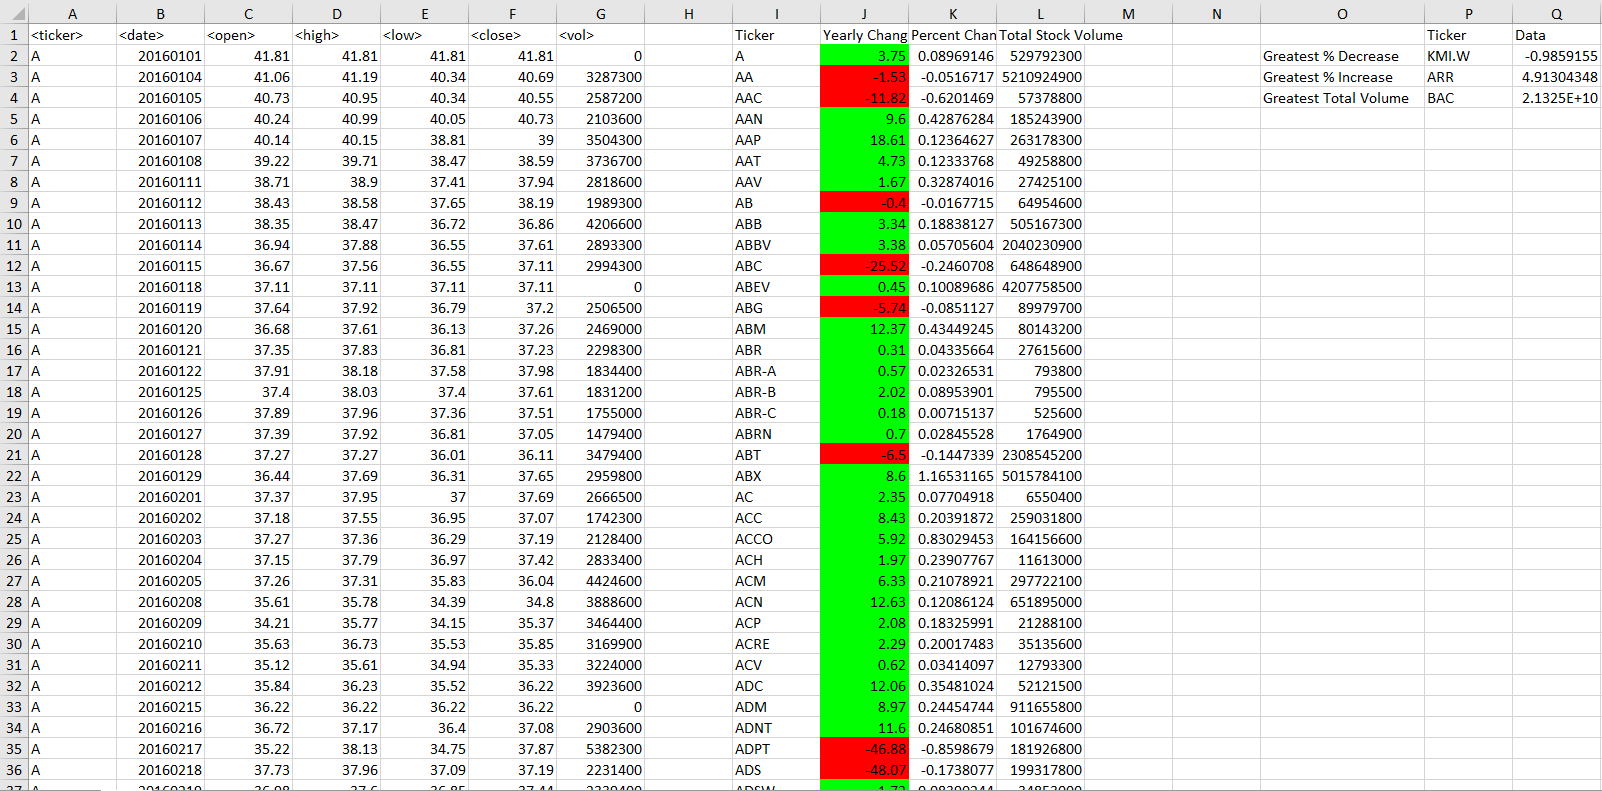 A B C D E F G H I J K L M N O P Q
1 <ticker> <date> <open> <high> <low> <close> <vol> Ticker Yearly Chang Percent Chan Total Stock Volume Ticker Data
2 A 20160101 41.81 41.81 41.81 41.81 0 A 3.75 0.08969146 529792300 Greatest % Decrease KMI.W -0.9859155
3 A 20160104 41.06 41.19 40.34 40.69 3287300 AA -1.53 -0.0516717 5210924900 Greatest % Increase ARR 4.91304348
4 A 20160105 40.73 40.95 40.34 40.55 2587200 AAC -11.82 -0.6201469 57378800 Greatest Total Volume BAC 2.1325E+10
5 A 20160106 40.24 40.99 40.05 40.73 2103600 AAN 9.6 0.42876284 185243900
6 A 20160107 40.14 40.15 38.81 39 3504300 AAP 18.61 0.12364627 263178300
7 A 20160108 39.22 39.71 38.47 38.59 3736700 AAT 4.73 0.12333768 49258800
8 A 20160111 38.71 38.9 37.41 37.94 2818600 AAV 1.67 0.32874016 27425100
9 A 20160112 38.43 38.58 37.65 38.19 1989300 AB -0.4 -0.0167715 64954600
10 A 20160113 38.35 38.47 36.72 36.86 4206600 ABB 3.34 0.18838127 505167300
11 A 20160114 36.94 37.88 36.55 37.61 2893300 ABBV 3.38 0.05705604 2040230900
12 A 20160115 36.67 37.56 36.55 37.11 2994300 ABC -25.52 -0.2460708 648648900
13 A 20160118 37.11 37.11 37.11 37.11 0 ABEV 0.45 0.10089686 4207758500
14 A 20160119 37.64 37.92 36.79 37.2 2506500 ABG -5.74 -0.0851127 89979700
15 A 20160120 36.68 37.61 36.13 37.26 2469000 ABM 12.37 0.43449245 80143200
16 A 20160121 37.35 37.83 36.81 37.23 2298300 ABR 0.31 0.04335664 27615600
17 A 20160122 37.91 38.18 37.58 37.98 1834400 ABR-A 0.57 0.02326531 793800
18 A 20160125 37.4 38.03 37.4 37.61 1831200 ABR-B 2.02 0.08953901 795500
19 A 20160126 37.89 37.96 37.36 37.51 1755000 ABR-C 0.18 0.00715137 525600
20 A 20160127 37.39 37.92 36.81 37.05 1479400 ABRN 0.7 0.02845528 1764900
21 A 20160128 37.27 37.27 36.01 36.11 3479400 ABT -6.5 -0.1447339 2308545200
22 A 20160129 36.44 37.69 36.31 37.65 2959800 ABX 8.6 1.16531165 5015784100
23 A 20160201 37.37 37.95 37 37.69 2666500 AC 2.35 0.07704918 6550400
24 A 20160202 37.18 37.55 36.95 37.07 1742300 ACC 8.43 0.20391872 259031800
25 A 20160203 37.27 37.36 36.29 37.19 2128400 ACCO 5.92 0.83029453 164156600
26 A 20160204 37.15 37.79 36.97 37.42 2833400 ACH 1.97 0.23907767 11613000
27 A 20160205 37.26 37.31 35.83 36.04 4424600 ACM 6.33 0.21078921 297722100
28 A 20160208 35.61 35.78 34.39 34.8 3888600 ACN 12.63 0.12086124 651895000
29 A 20160209 34.21 35.77 34.15 35.37 3464400 ACP 2.08 0.18325991 21288100
30 A 20160210 35.63 36.73 35.53 35.85 3169900 ACRE 2.29 0.20017483 35135600
31 A 20160211 35.12 35.61 34.94 35.33 3224000 ACV 0.62 0.03414097 12793300
32 A 20160212 35.84 36.23 35.52 36.22 3923600 ADC 12.06 0.35481024 52121500
33 A 20160215 36.22 36.22 36.22 36.22 0 ADM 8.97 0.24454744 911655800
34 A 20160216 36.72 37.17 36.4 37.08 2903600 ADNT 11.6 0.24680851 101674600
35 A 20160217 35.22 38.13 34.75 37.87 5382300 ADPT -46.88 -0.8598679 181926800
36 A 20160218 37.73 37.96 37.09 37.19 2231400 ADS -48.07 -0.1738077 199317800